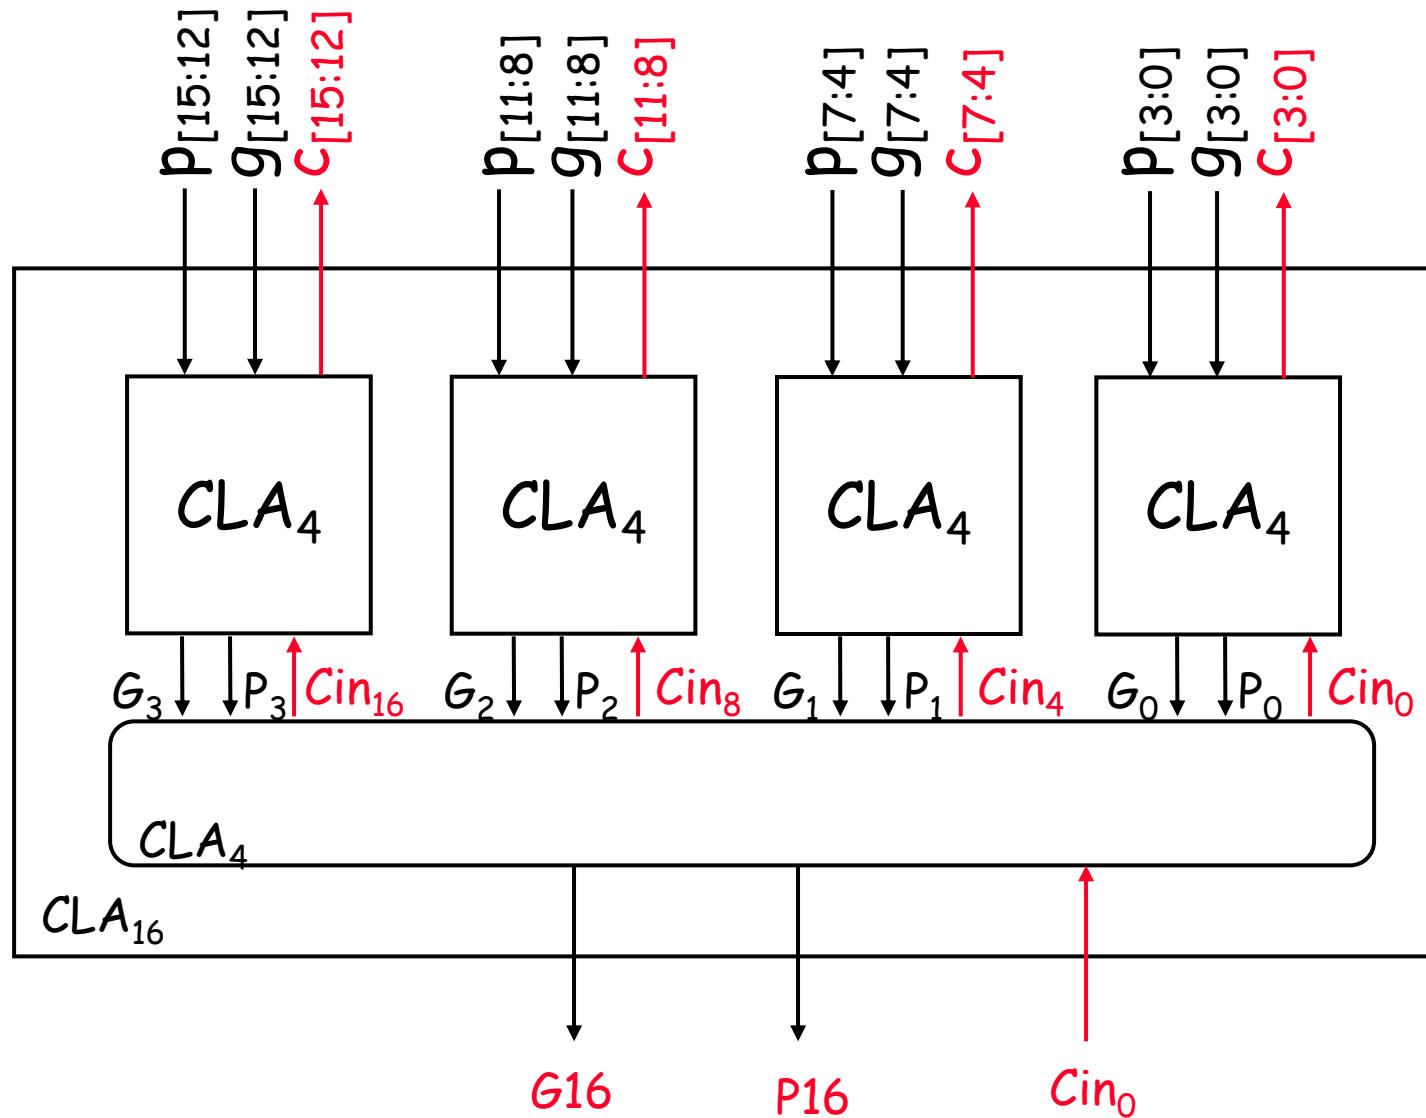 p[15:12] g[15:12] c[15:12] p[11:8] g[11:8] c[11:8] p[7:4] g[7:4] c[7:4] p[3:0] g[3:0] c[3:0]
CLA4 CLA4 CLA4 CLA4
G3 P3 Cin16 G2 P2 Cin8 G1 P1 Cin4 G0 P0 Cin0
CLA4
CLA16
G16 P16 Cin0